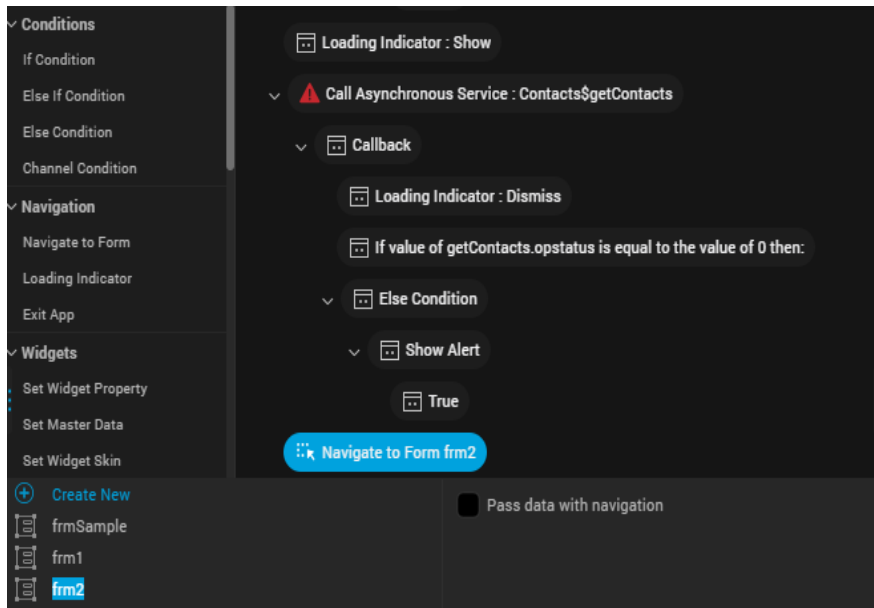 Conditions
If Condition
Else If Condition
Else Condition
Channel Condition
Navigation
Navigate to Form
Loading Indicator
Exit App
Widgets
Set Widget Property
Set Master Data
Set Widget Skin
Loading Indicator : Show
Call Asynchronous Service : Contacts$getContacts
Callback
Loading Indicator : Dismiss
If value of getContacts.opstatus is equal to the value of 0 then:
Else Condition
Show Alert
True
Navigate to Form frm2
Create New
frmSample
frm1
frm2
Pass data with navigation